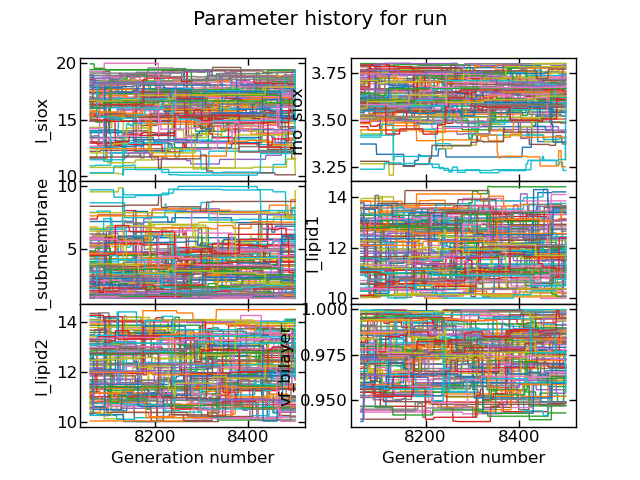 Parameter history for run
20
15
10
l_siox
3.75
3.50
3.25
rho_siox
10
5
l_submembrane
14
12
10
l_lipid1
14
12
10
l_lipid2
1.000
0.975
0.950
vf_bilayer
8200 8400
8200 8400
Generation number
Generation number